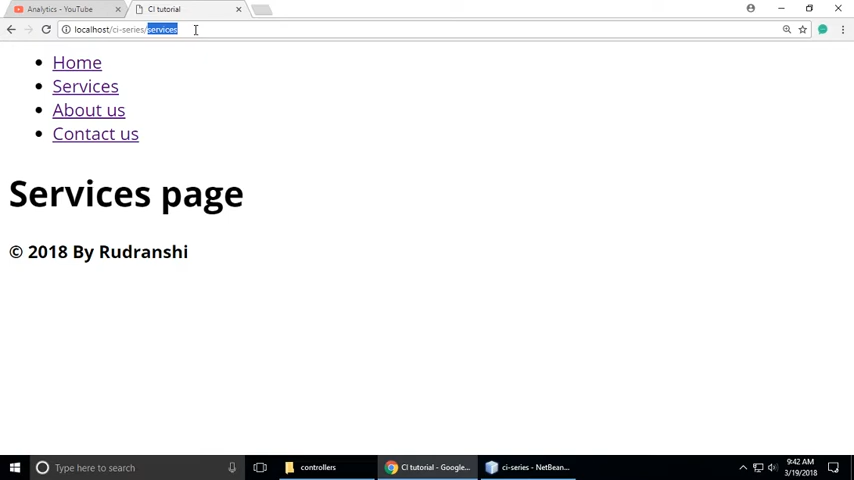 Analytics - YouTube
CI tutorial
localhost/ci-series/services
Home
Services
About us
Contact us
Services page
© 2018 By Rudranshi
Type here to search
controllers
CI tutorial - Google...
ci-series - NetBean...
9:42 AM
3/19/2018